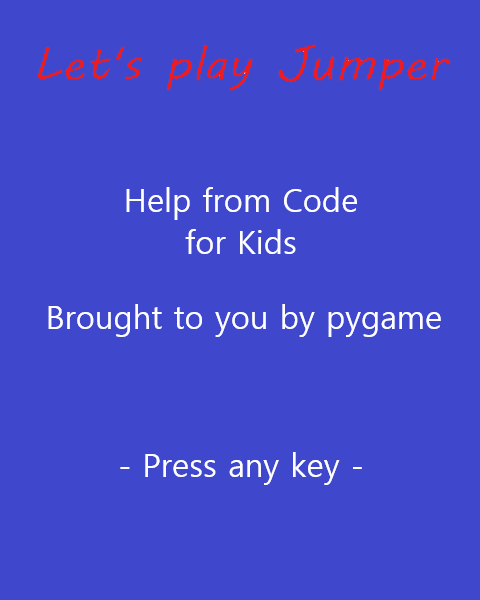 Let's play Jumper
Help from Code
for Kids
Brought to you by pygame
- Press any key -